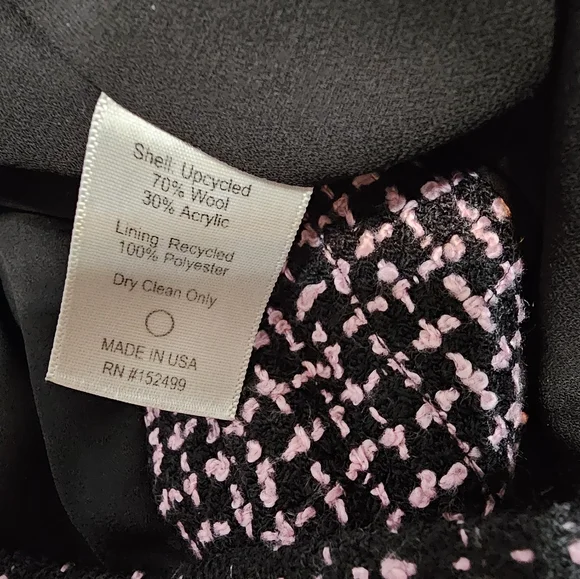 Shell: Upcycled
70% Wool
30% Acrylic
Lining: Recycled
100% Polyester
Dry Clean Only
MADE IN USA
RN #152499